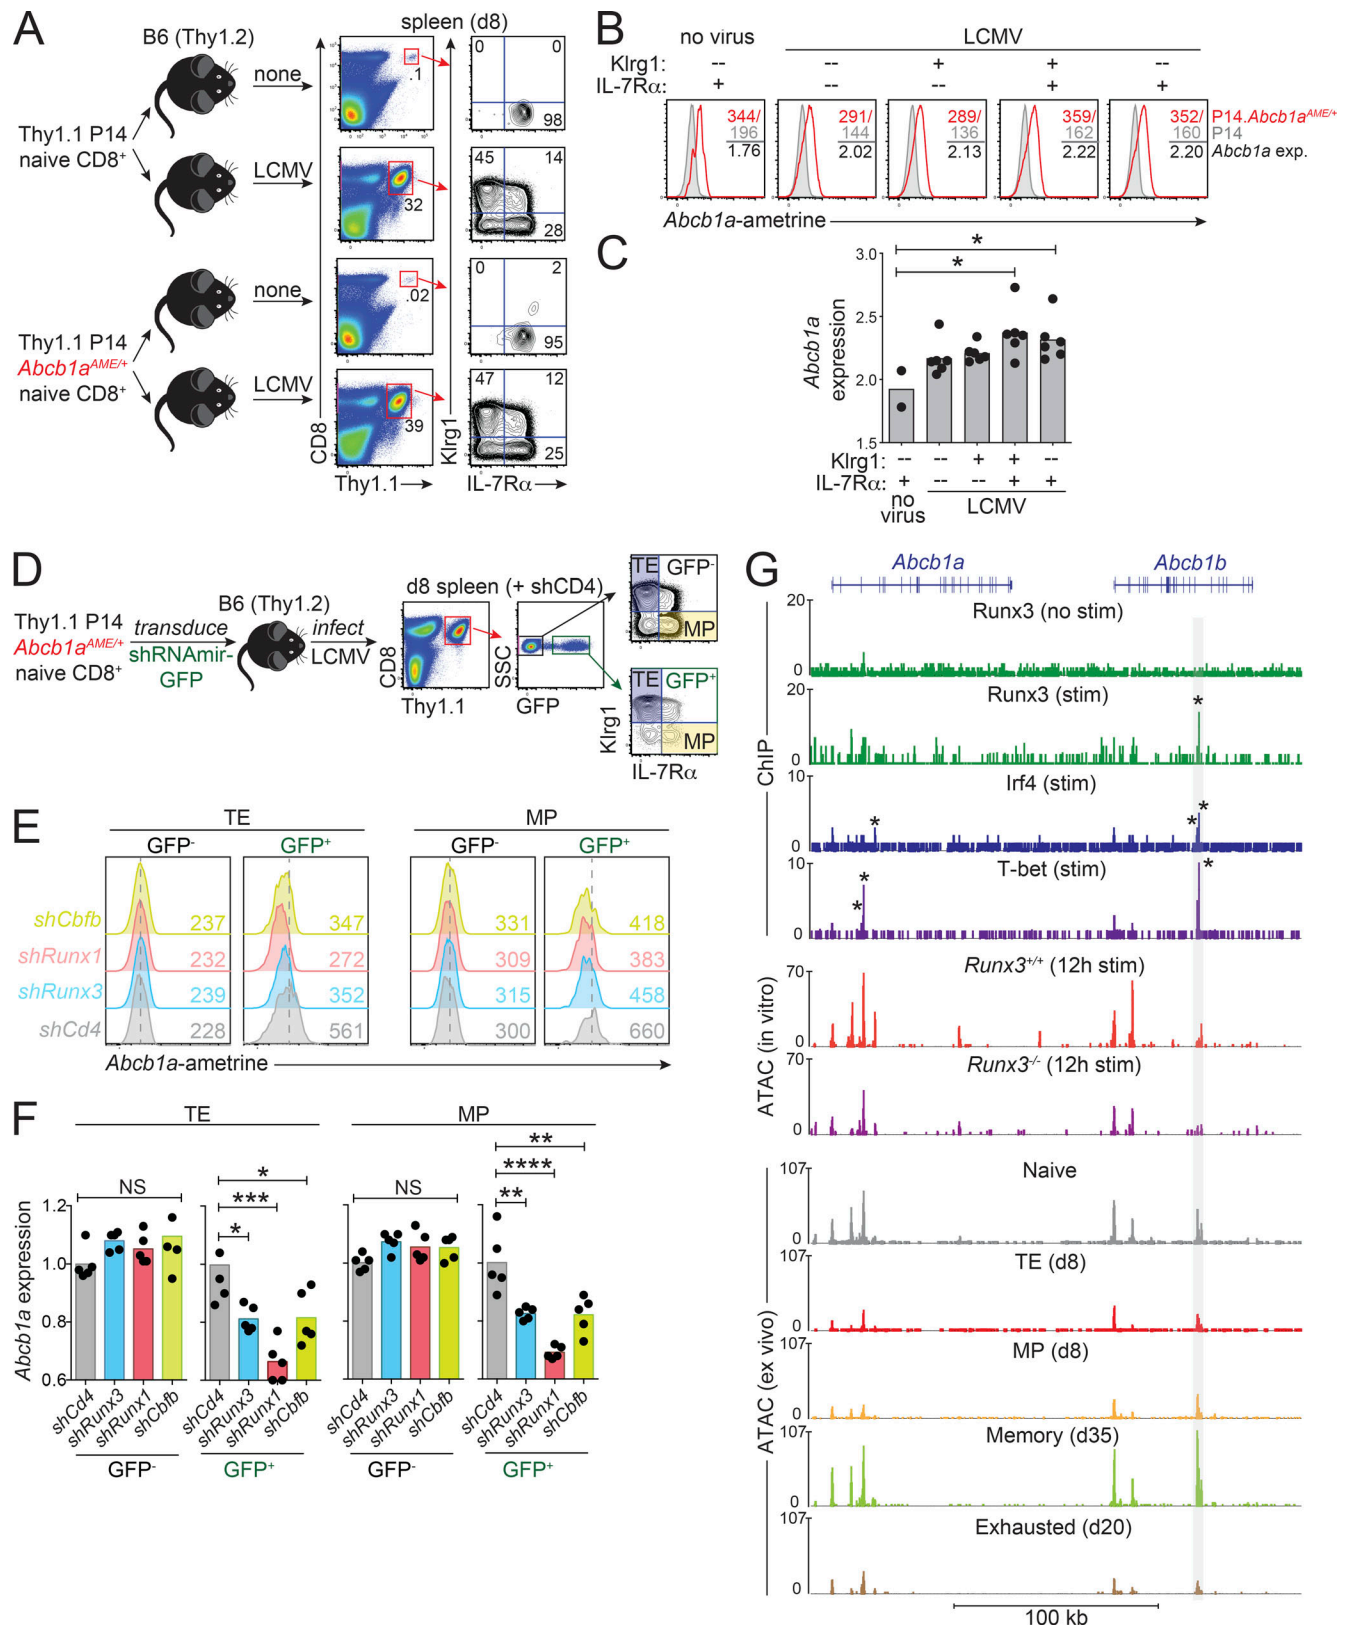 A
B6 (Thy1.2)
spleen (d8)
Thy1.1 P14
naive CD8+
none
LCMV
Thy1.1 P14
Abcb1aAME/+
naive CD8+
none
LCMV
.1
0 0
98
32
45 14
28
.02
0 2
95
39
47 12
25
CD8
Thy1.1
Klrg1
IL-7Rα
B
no virus LCMV
Klrg1: -- -- + + --
IL-7Rα: + -- -- + +
344/ 291/ 289/ 359/ 352/ P14.Abcb1aAME/+
196 144 136 162 160 P14
1.76 2.02 2.13 2.22 2.20 Abcb1a exp.
Abcb1a-ametrine
C
Abcb1a
expression
3.0
2.5
2.0
1.5
*
*
Klrg1: -- -- + + --
IL-7Rα: + -- -- + +
no
virus
LCMV
D
Thy1.1 P14
Abcb1aAME/+
naive CD8+
transduce
shRNAmir-
GFP
B6 (Thy1.2)
infect
LCMV
d8 spleen (+ shCD4)
CD8
Thy1.1
SSC
GFP
TE GFP-
MP
TE GFP+
MP
Klrg1
IL-7Rα
E
TE MP
GFP- GFP+ GFP- GFP+
shCbfb 237 347 331 418
shRunx1 232 272 309 383
shRunx3 239 352 315 458
shCd4 228 561 300 660
Abcb1a-ametrine
F
TE MP
Abcb1a expression
1.2
1.0
0.8
0.6
NS
*
***
*
NS
**
****
**
shCd4 shRunx3 shRunx1 shCbfb
shCd4 shRunx3 shRunx1 shCbfb
shCd4 shRunx3 shRunx1 shCbfb
shCd4 shRunx3 shRunx1 shCbfb
GFP- GFP+ GFP- GFP+
G
Abcb1a Abcb1b
ChIP
20
Runx3 (no stim)
0
20
Runx3 (stim)
*
0
10
Irf4 (stim)
* * *
0
10
T-bet (stim)
* * *
0
ATAC (in vitro)
70
Runx3+/+ (12h stim)
0
70
Runx3-/- (12h stim)
0
ATAC (ex vivo)
107
Naive
0
107
TE (d8)
0
107
MP (d8)
0
107
Memory (d35)
0
107
Exhausted (d20)
0
100 kb